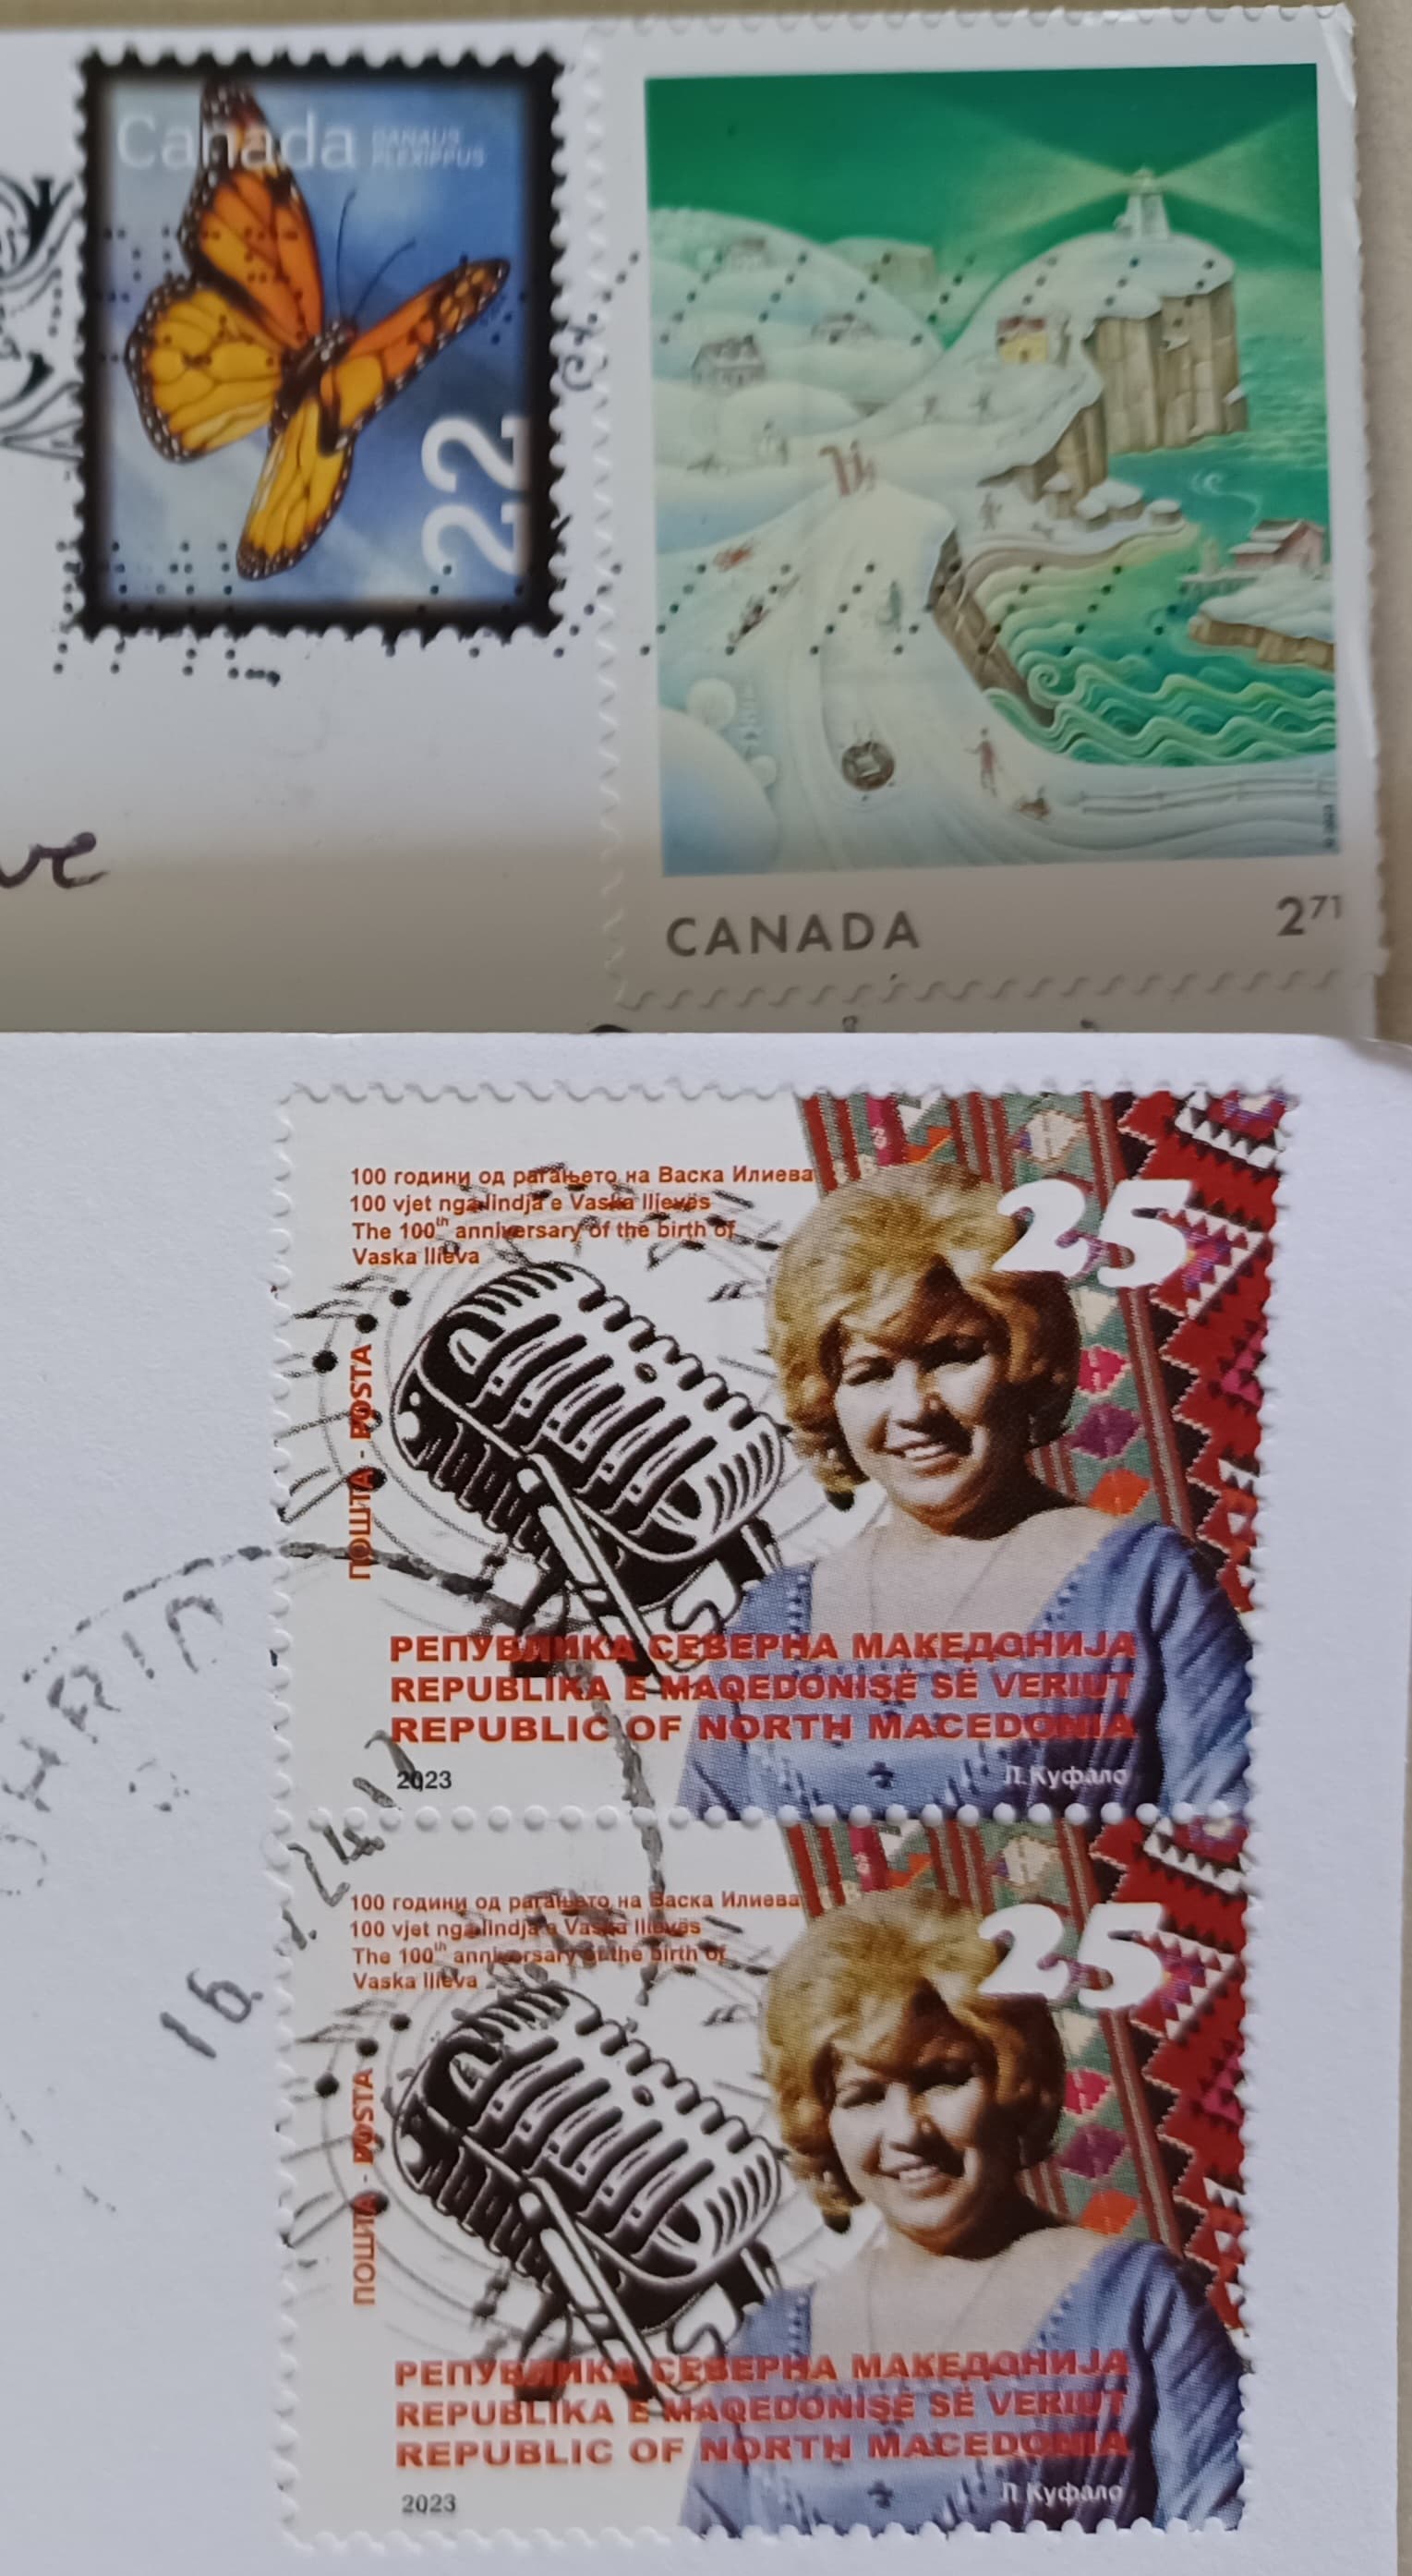 Canada DANAUS
PLEXIPPUS
22
CANADA 2⁷¹
100 години од раѓањето на Васка Илиева
100 vjet nga lindja e Vaska Ilievës
The 100th anniversary of the birth of
Vaska Ilieva
25
ПОШТА - POSTA
РЕПУБЛИКА СЕВЕРНА МАКЕДОНИЈА
REPUBLIKA E MAQEDONISË SË VERIUT
REPUBLIC OF NORTH MACEDONIA
2023 Л. Куфало
OHRID
100 години од раѓањето на Васка Илиева
100 vjet nga lindja e Vaska Ilievës
The 100th anniversary of the birth of
Vaska Ilieva
25
ПОШТА - POSTA
РЕПУБЛИКА СЕВЕРНА МАКЕДОНИЈА
REPUBLIKA E MAQEDONISË SË VERIUT
REPUBLIC OF NORTH MACEDONIA
2023 Л. Куфало